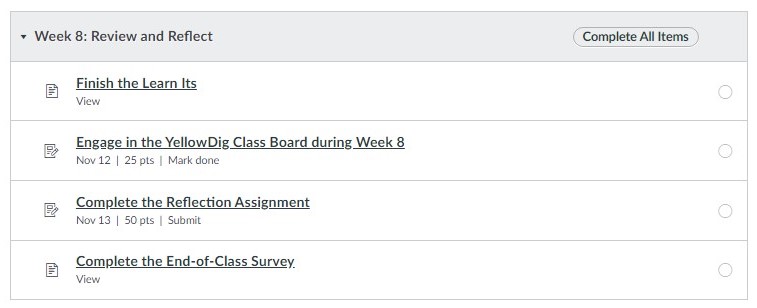 Week 8: Review and Reflect
Complete All Items
Finish the Learn Its
View
Engage in the YellowDig Class Board during Week 8
Nov 12 | 25 pts | Mark done
Complete the Reflection Assignment
Nov 13 | 50 pts | Submit
Complete the End-of-Class Survey
View